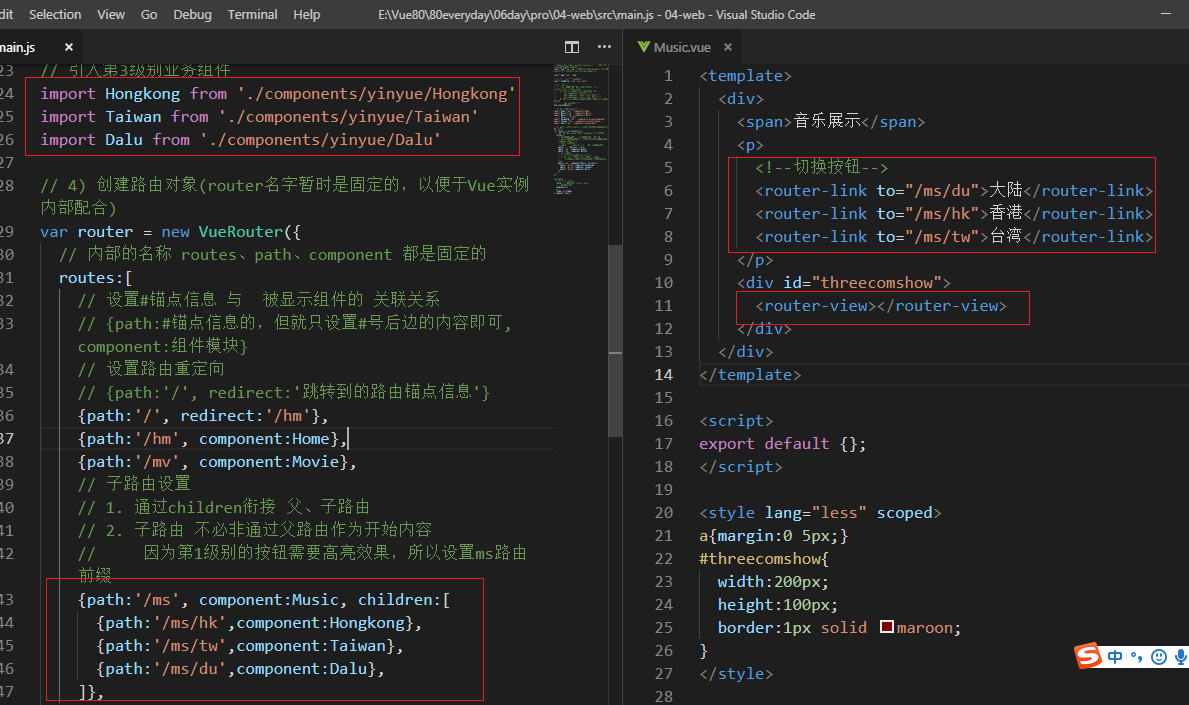 dit Selection View Go Debug Terminal Help E:\Vue80\80everyday\06day\pro\04-web\src\main.js - 04-web - Visual Studio Code
main.js ×
23 // 引入第3级别业务组件
24 import Hongkong from './components/yinyue/Hongkong'
25 import Taiwan from './components/yinyue/Taiwan'
26 import Dalu from './components/yinyue/Dalu'
27
28 // 4) 创建路由对象(router名字暂时是固定的,以便于Vue实例
内部配合)
29 var router = new VueRouter({
30 // 内部的名称 routes、path、component 都是固定的
31 routes:[
32 // 设置#锚点信息 与 被显示组件的 关联关系
33 // {path:#锚点信息的,但就只设置#号后边的内容即可,
component:组件模块}
34 // 设置路由重定向
35 // {path:'/', redirect:'跳转到的路由锚点信息'}
36 {path:'/', redirect:'/hm'},
37 {path:'/hm', component:Home},
38 {path:'/mv', component:Movie},
39 // 子路由设置
40 // 1. 通过children衔接 父、子路由
41 // 2. 子路由 不必非通过父路由作为开始内容
42 // 因为第1级别的按钮需要高亮效果,所以设置ms路由
前缀
43 {path:'/ms', component:Music, children:[
44 {path:'/ms/hk',component:Hongkong},
45 {path:'/ms/tw',component:Taiwan},
46 {path:'/ms/du',component:Dalu},
47 ]},
Music.vue ×
1 <template>
2 <div>
3 <span>音乐展示</span>
4 <p>
5 <!--切换按钮-->
6 <router-link to="/ms/du">大陆</router-link>
7 <router-link to="/ms/hk">香港</router-link>
8 <router-link to="/ms/tw">台湾</router-link>
9 </p>
10 <div id="threecomshow">
11 <router-view></router-view>
12 </div>
13 </div>
14 </template>
15
16 <script>
17 export default {};
18 </script>
19
20 <style lang="less" scoped>
21 a{margin:0 5px;}
22 #threecomshow{
23 width:200px;
24 height:100px;
25 border:1px solid maroon;
26 }
27 </style>
28
S 中